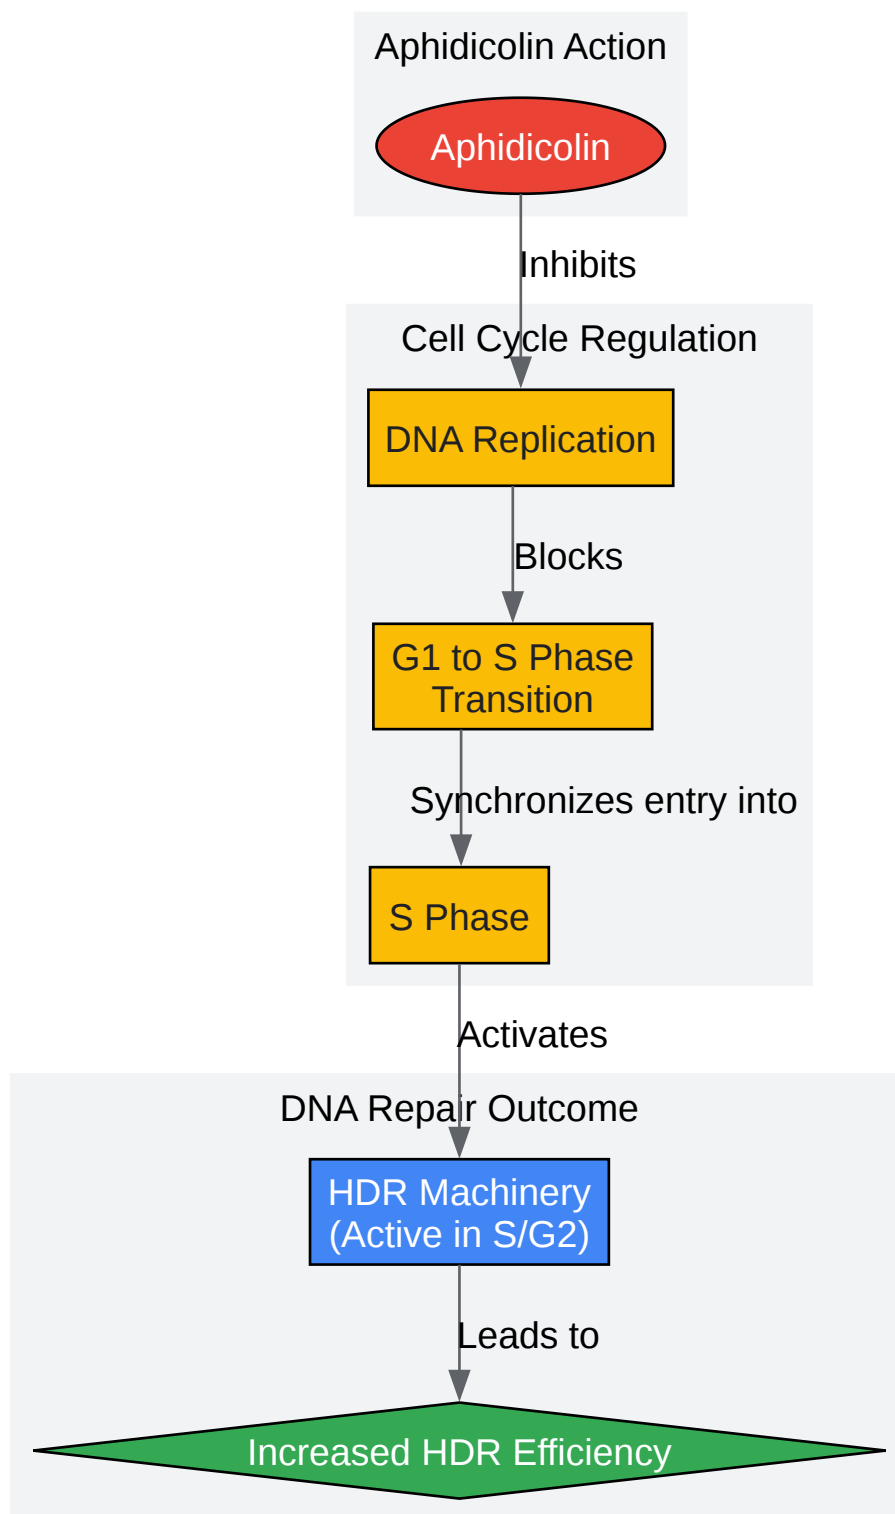 Aphidicolin Action
Aphidicolin
Inhibits
Cell Cycle Regulation
DNA Replication
Blocks
G1 to S Phase
Transition
Synchronizes entry into
S Phase
Activates
DNA Repair Outcome
HDR Machinery
(Active in S/G2)
Leads to
Increased HDR Efficiency